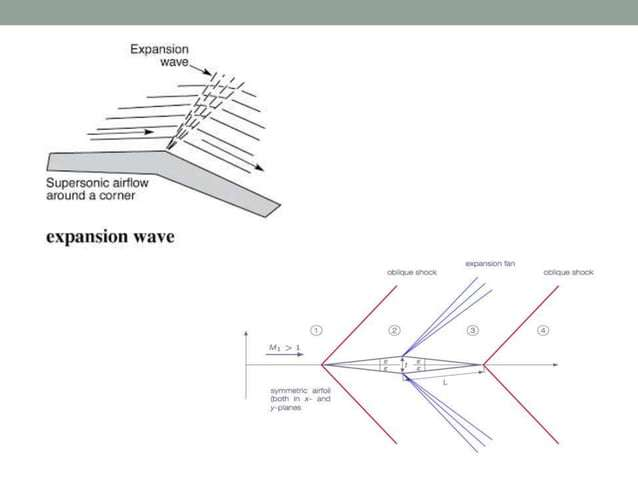 Expansion
wave
Supersonic airflow
around a corner
expansion wave
expansion fan
oblique shock
oblique shock
1
2
3
4
M₁ > 1
ε
ε
t
ε
ε
L
symmetric airfoil
(both in x- and
y-planes